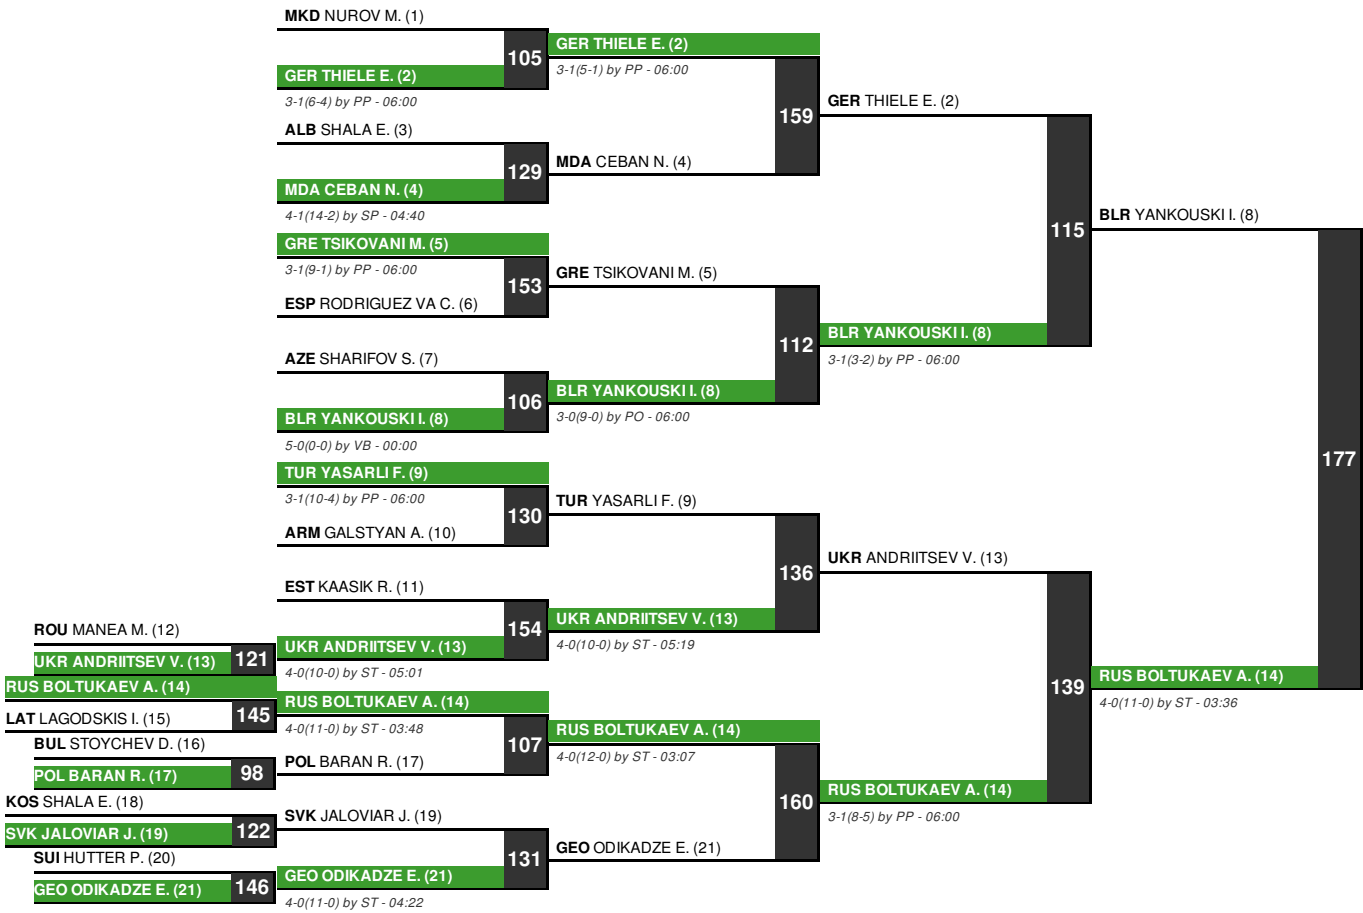 MKD NUROV M. (1)
105
GER THIELE E. (2)
3-1(6-4) by PP - 06:00
ALB SHALA E. (3)
129
MDA CEBAN N. (4)
4-1(14-2) by SP - 04:40
GRE TSIKOVANI M. (5)
3-1(9-1) by PP - 06:00
153
ESP RODRIGUEZ VA C. (6)
AZE SHARIFOV S. (7)
106
BLR YANKOUSKI I. (8)
5-0(0-0) by VB - 00:00
TUR YASARLI F. (9)
3-1(10-4) by PP - 06:00
130
ARM GALSTYAN A. (10)
EST KAASIK R. (11)
154
UKR ANDRIITSEV V. (13)
4-0(10-0) by ST - 05:01
ROU MANEA M. (12)
UKR ANDRIITSEV V. (13)
121
RUS BOLTUKAEV A. (14)
145
LAT LAGODSKIS I. (15)
BUL STOYCHEV D. (16)
POL BARAN R. (17)
98
KOS SHALA E. (18)
SVK JALOVIAR J. (19)
122
SUI HUTTER P. (20)
GEO ODIKADZE E. (21)
146
RUS BOLTUKAEV A. (14)
4-0(11-0) by ST - 03:48
107
POL BARAN R. (17)
SVK JALOVIAR J. (19)
131
GEO ODIKADZE E. (21)
4-0(11-0) by ST - 04:22
GER THIELE E. (2)
3-1(5-1) by PP - 06:00
159
MDA CEBAN N. (4)
GRE TSIKOVANI M. (5)
112
BLR YANKOUSKI I. (8)
3-0(9-0) by PO - 06:00
TUR YASARLI F. (9)
136
UKR ANDRIITSEV V. (13)
4-0(10-0) by ST - 05:19
RUS BOLTUKAEV A. (14)
4-0(12-0) by ST - 03:07
160
GEO ODIKADZE E. (21)
GER THIELE E. (2)
115
BLR YANKOUSKI I. (8)
3-1(3-2) by PP - 06:00
UKR ANDRIITSEV V. (13)
139
RUS BOLTUKAEV A. (14)
3-1(8-5) by PP - 06:00
BLR YANKOUSKI I. (8)
177
RUS BOLTUKAEV A. (14)
4-0(11-0) by ST - 03:36